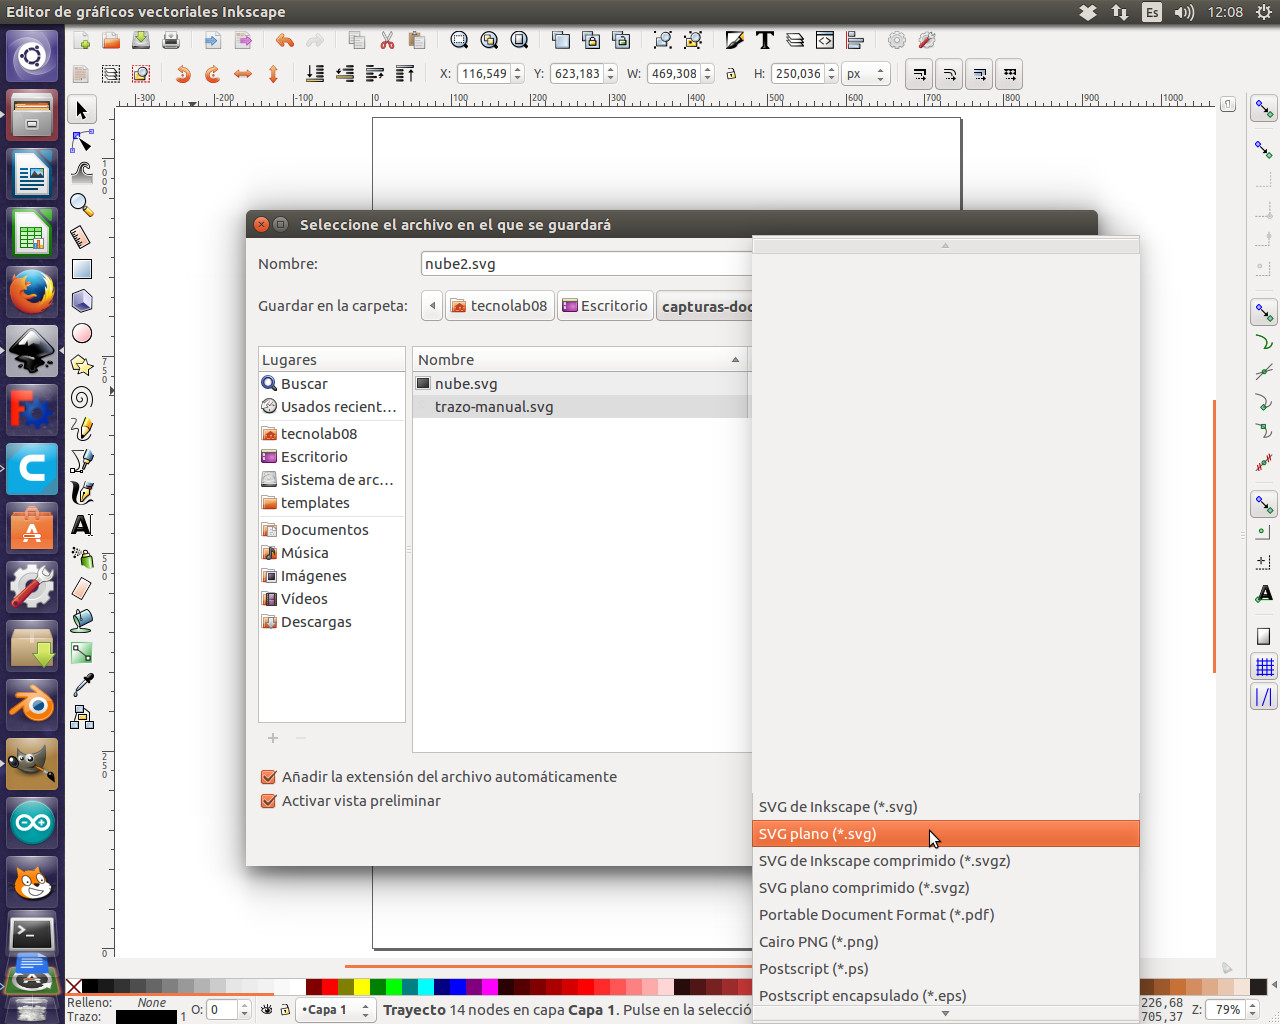 Editor de gráficos vectoriales Inkscape
Es
12:08
X: 116,549 Y: 623,183 W: 469,308 H: 250,036 px
-300 -200 -100 0 100 200 300 400 500 600 700 800 900 1000
1000
750
500
250
0
Seleccione el archivo en el que se guardará
Nombre: nube2.svg
Guardar en la carpeta: tecnolab08 Escritorio capturas-doc
Lugares
Buscar
Usados recient...
tecnolab08
Escritorio
Sistema de arc...
templates
Documentos
Música
Imágenes
Vídeos
Descargas
Nombre
nube.svg
trazo-manual.svg
Añadir la extensión del archivo automáticamente
Activar vista preliminar
SVG de Inkscape (*.svg)
SVG plano (*.svg)
SVG de Inkscape comprimido (*.svgz)
SVG plano comprimido (*.svgz)
Portable Document Format (*.pdf)
Cairo PNG (*.png)
Postscript (*.ps)
Postscript encapsulado (*.eps)
Relleno: None
Trazo: 1
O: 0
•Capa 1
Trayecto 14 nodes en capa Capa 1. Pulse en la selecció
226,68
705,37
Z: 79%